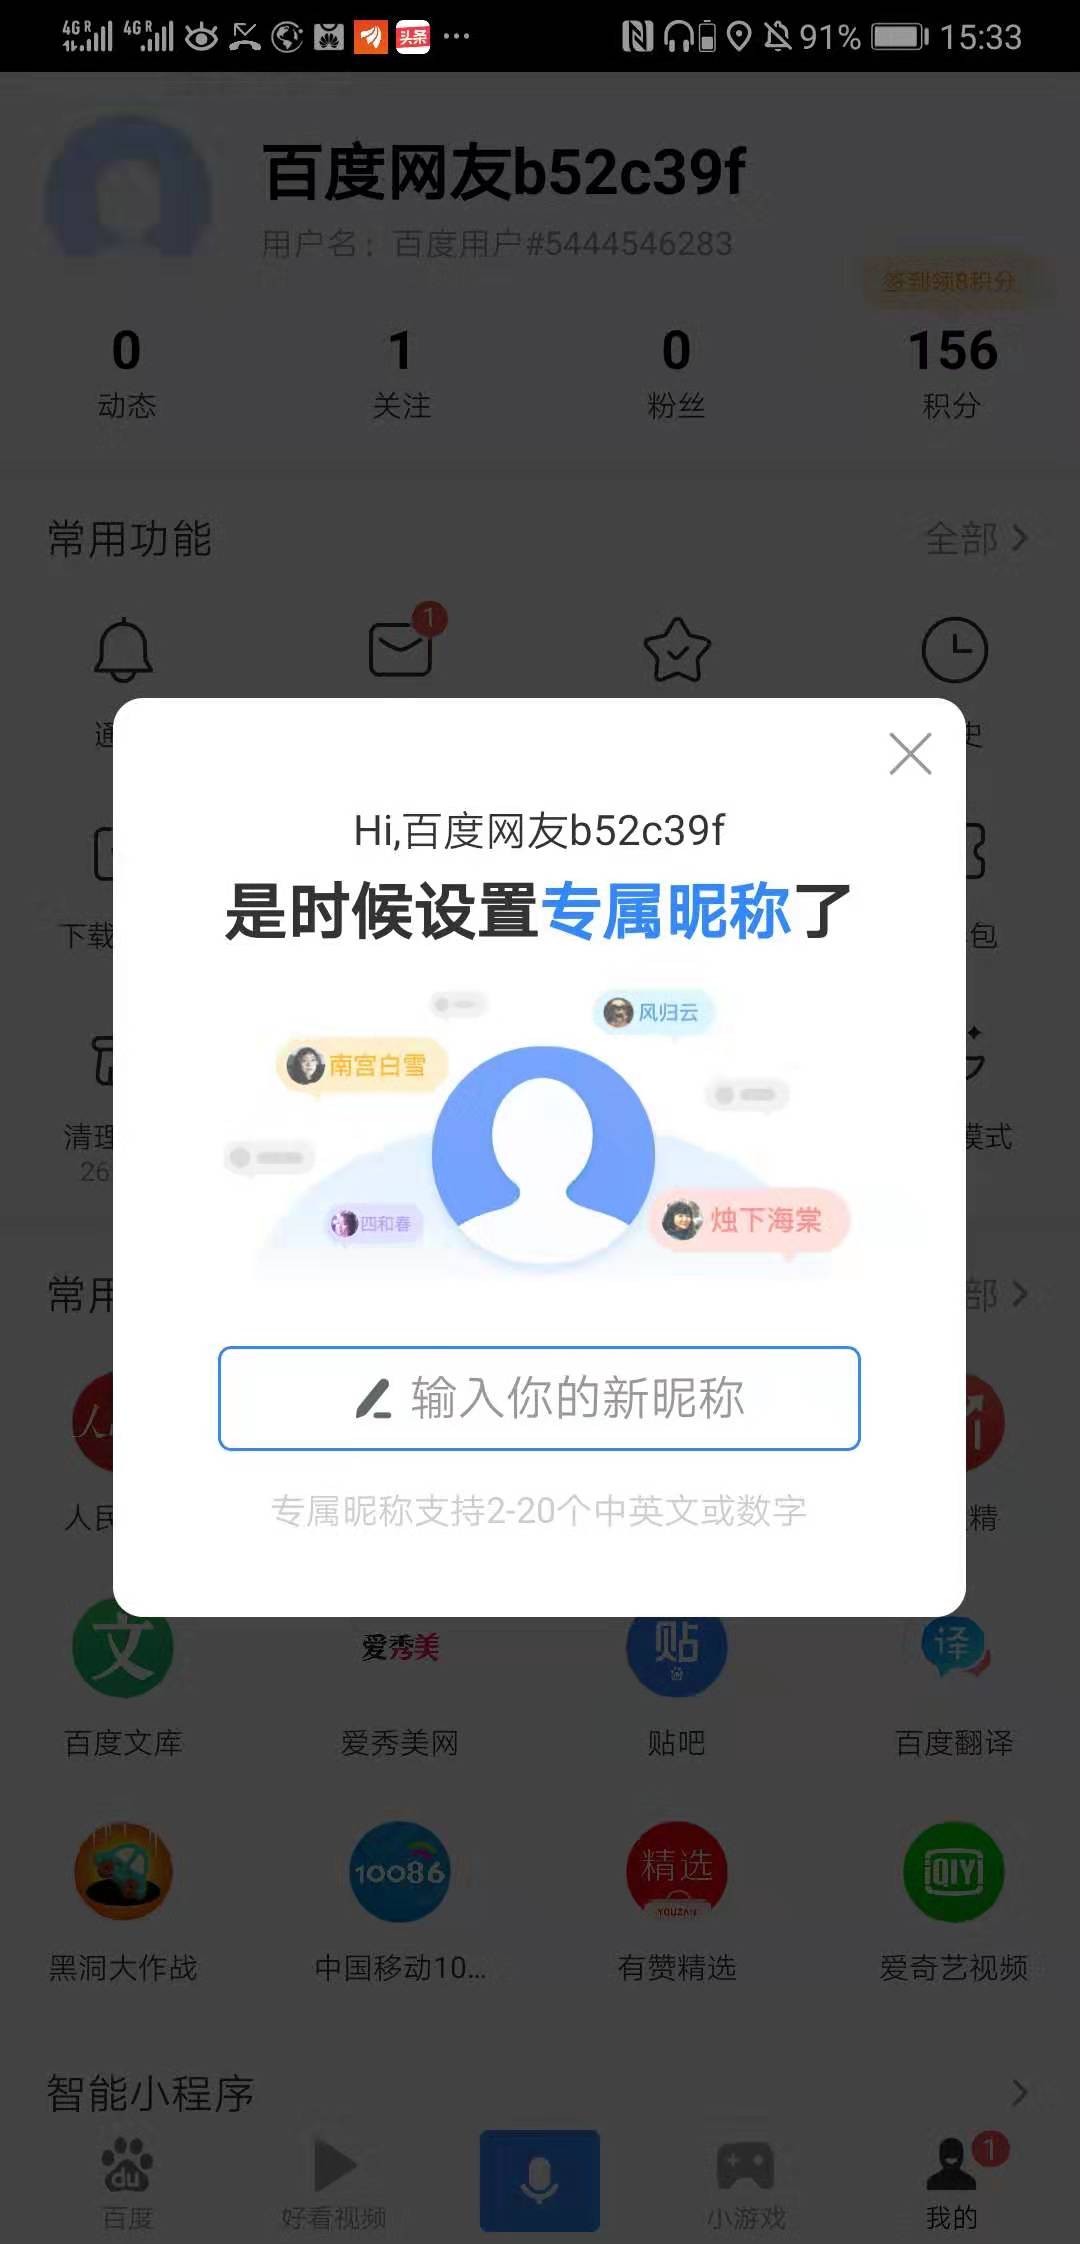 4G R 4G R 头条 91% 15:33
百度网友b52c39f
用户名：百度用户#5444546283
签到领8积分
0 1 0 156
动态 关注 粉丝 积分
常用功能 全部
1
通 史
Hi,百度网友b52c39f
是时候设置专属昵称了
下载 包
风归云
南宫白雪
清理 模式
26
四和春
烛下海棠
常用 部
输入你的新昵称
专属昵称支持2-20个中英文或数字
人民 精
文 爱秀美 贴 译
百度文库 爱秀美网 贴吧 百度翻译
10086 精选 iQIYI
YOUZAN
黑洞大作战 中国移动10... 有赞精选 爱奇艺视频
智能小程序
du 1
百度 好看视频 小游戏 我的